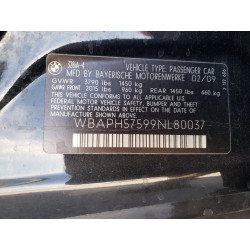 VEHICLE TYPE: PASSENGER CAR
MFD BY BAYERISCHE MOTORENWERKE 02/09
GVWR 3790 lbs 1450 kg
GAWR FRONT 2015 lbs 960 kg REAR 1450 lbs 660 kg
THIS VEHICLE CONFORMS TO ALL APPLICABLE
FEDERAL MOTOR VEHICLE SAFETY, BUMPER, AND THEFT
PREVENTION STANDARDS IN EFFECT ON THE DATE OF
MANUFACTURE SHOWN ABOVE.
WBAPH57599NL80037